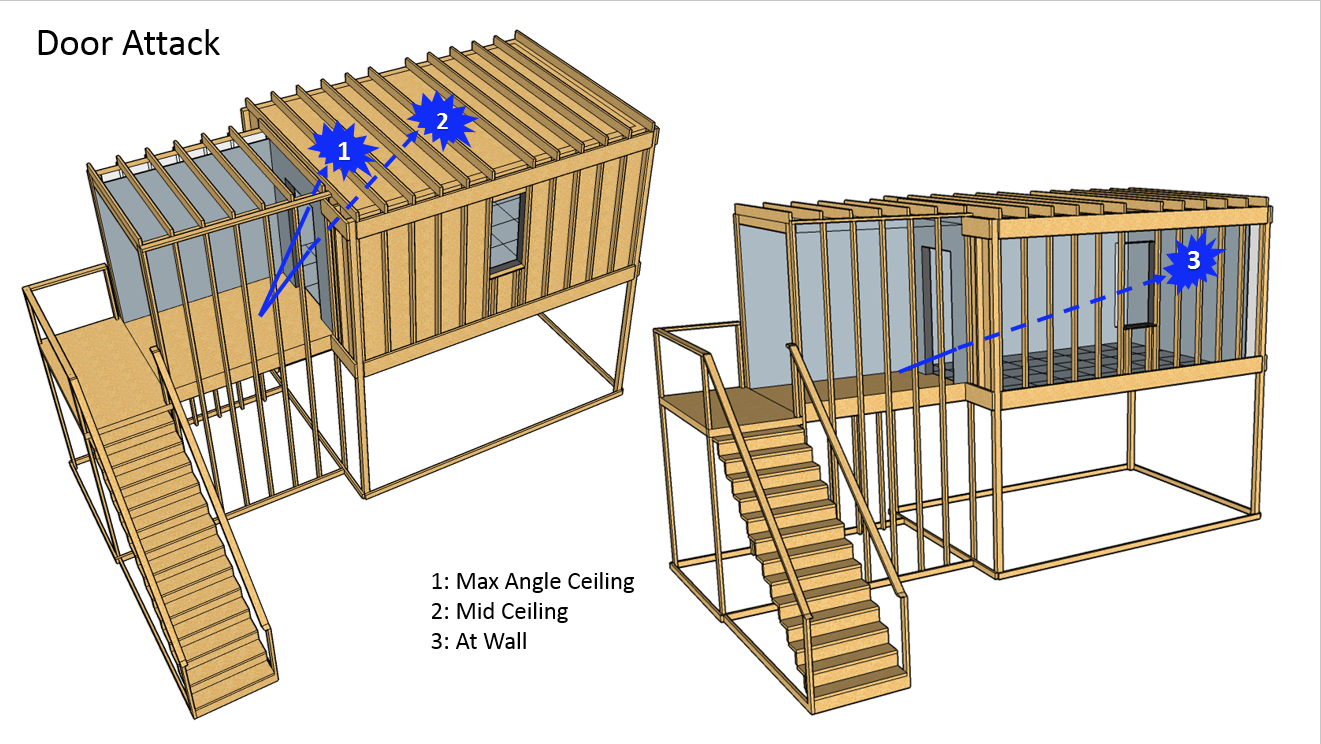 Door Attack
1
2
3
1: Max Angle Ceiling
2: Mid Ceiling
3: At Wall